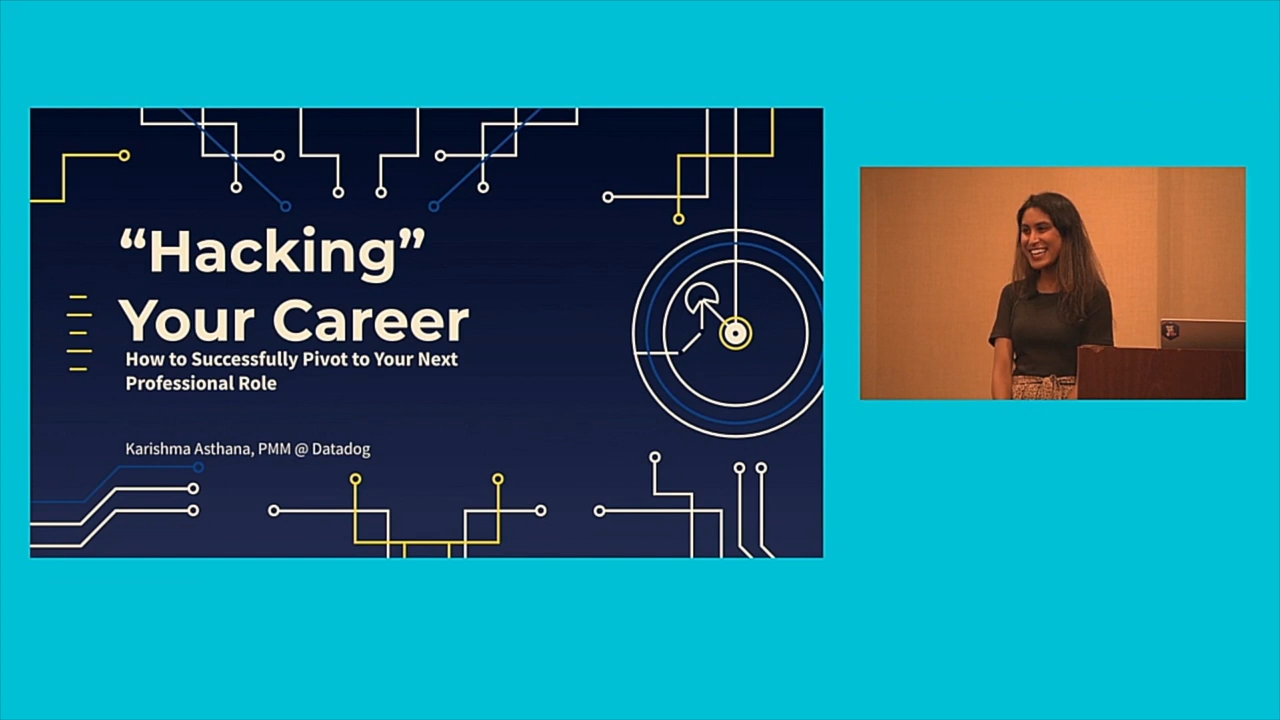 “Hacking”
Your Career
How to Successfully Pivot to Your Next
Professional Role
Karishma Asthana, PMM @ Datadog